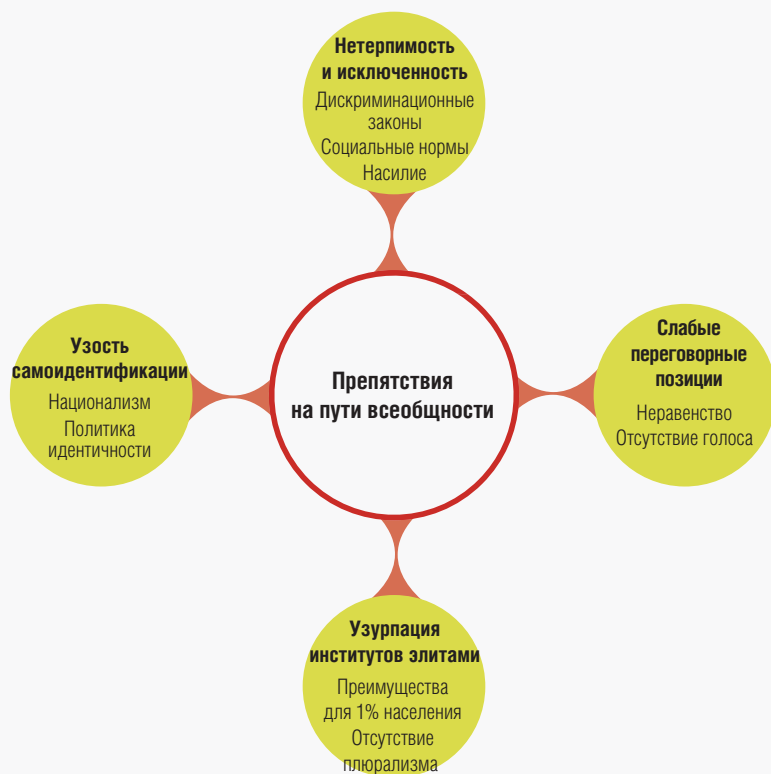 Нетерпимость
и исключенность
Дискриминационные
законы
Социальные нормы
Насилие
Узость
самоидентификации
Национализм
Политика
идентичности
Препятствия
на пути всеобщности
Слабые
переговорные
позиции
Неравенство
Отсутствие голоса
Узурпация
институтов элитами
Преимущества
для 1% населения
Отсутствие
плюрализма